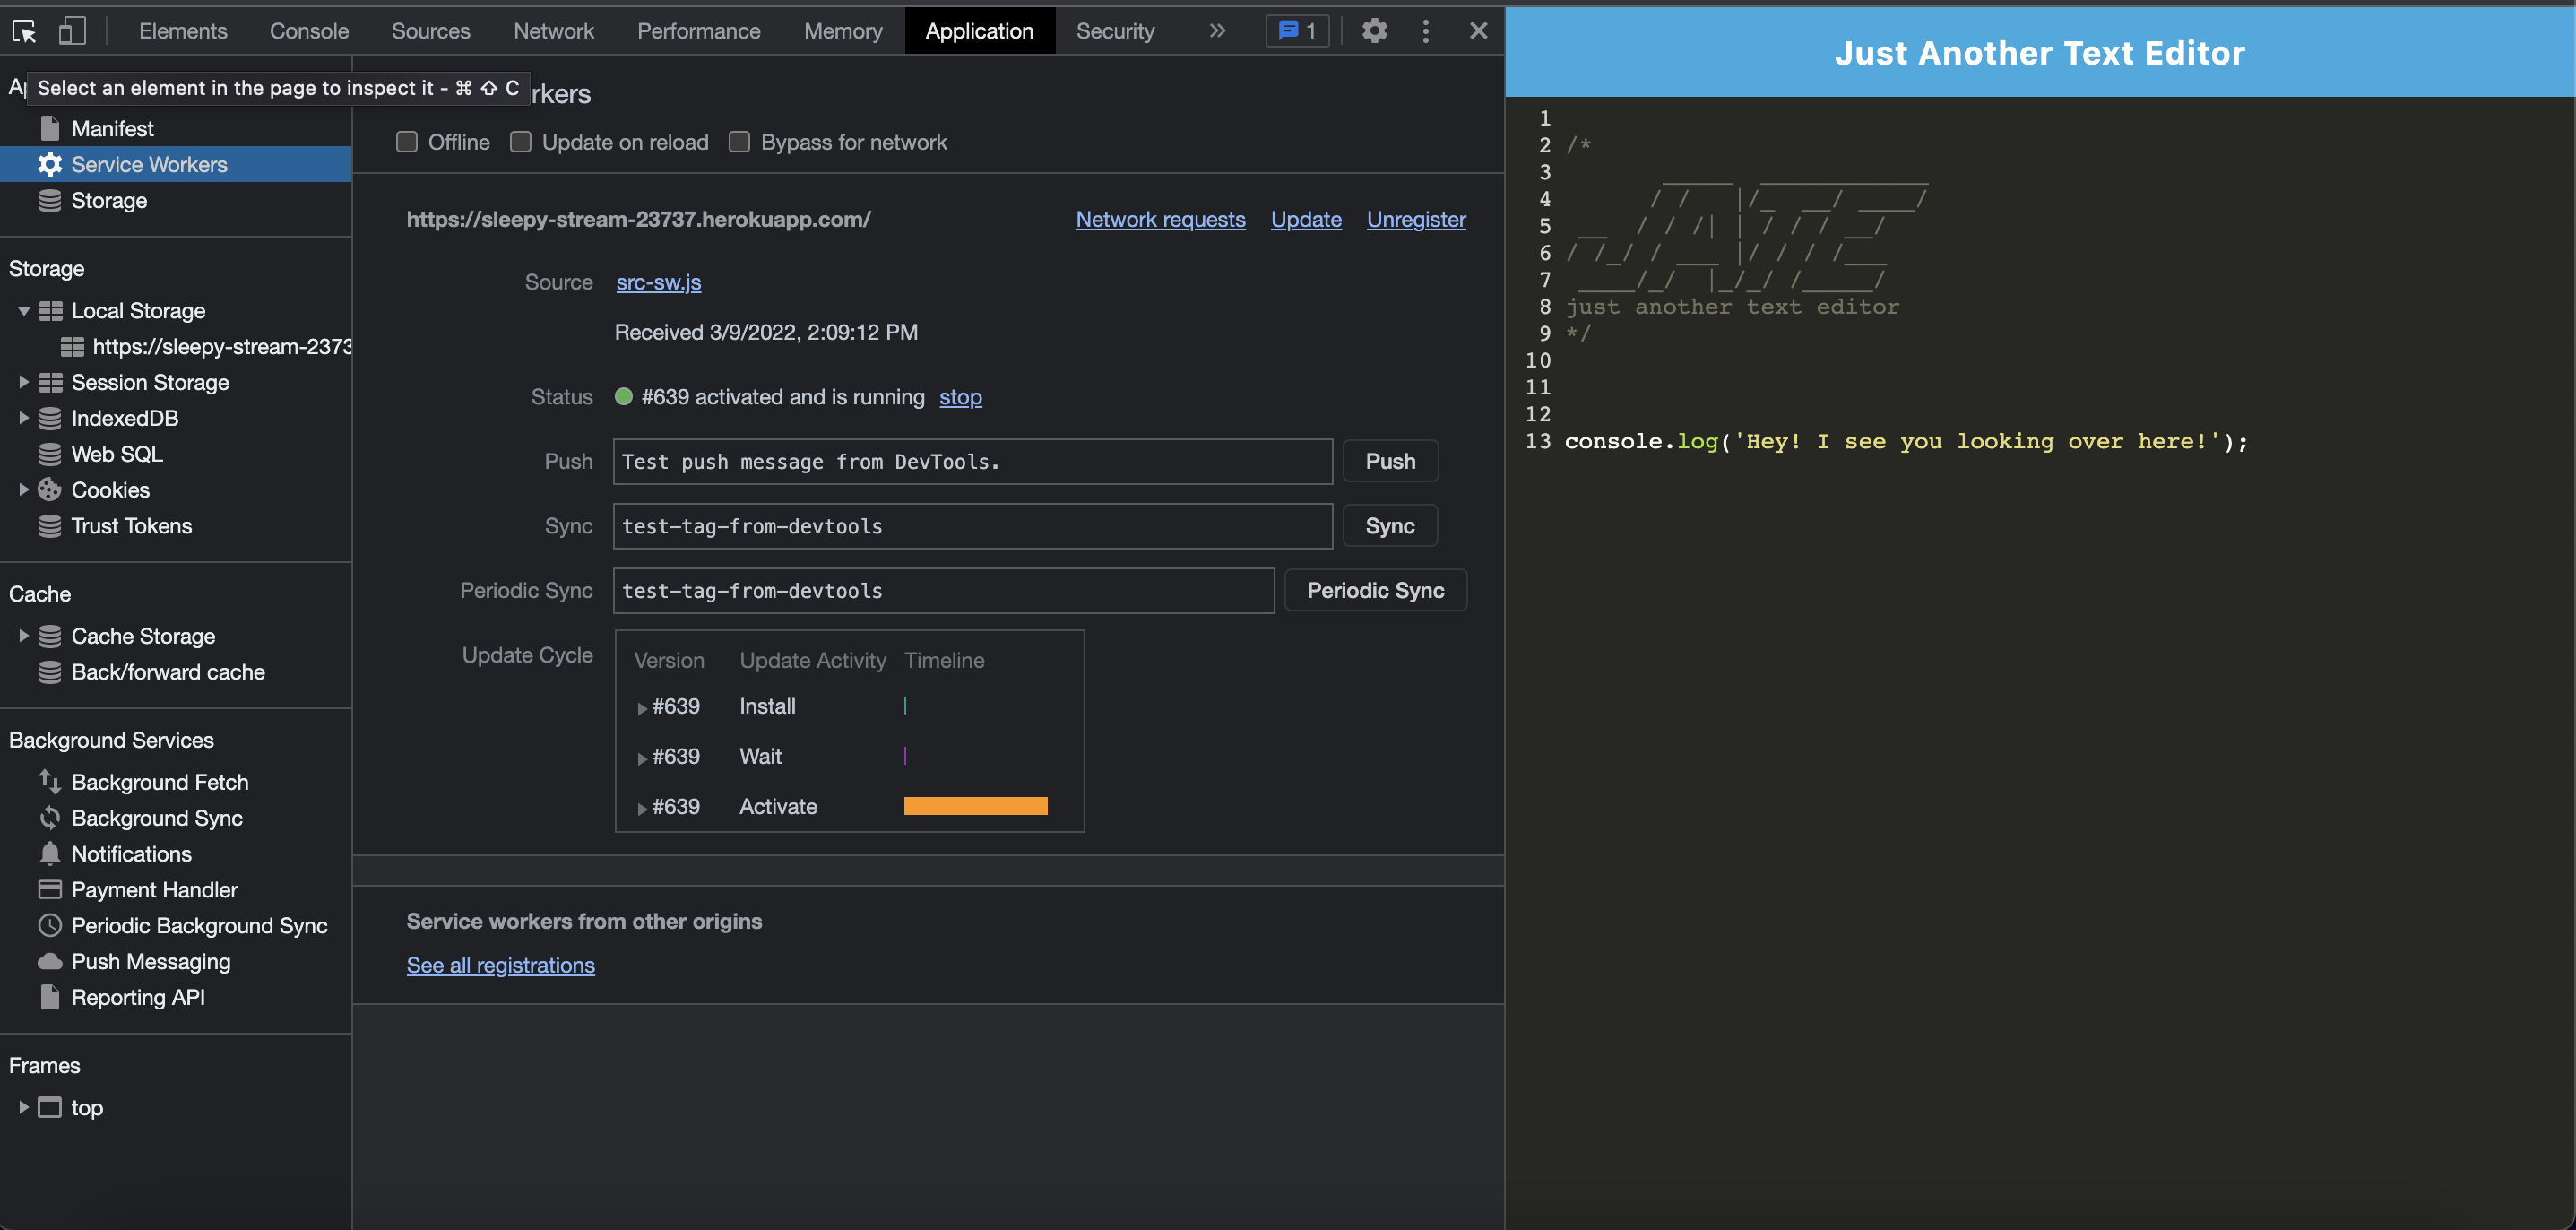 Elements Console Sources Network Performance Memory Application Security » 1
Select an element in the page to inspect it - ⌘ ⇧ C
rkers
Manifest
Service Workers
Storage
Storage
Local Storage
https://sleepy-stream-2373
Session Storage
IndexedDB
Web SQL
Cookies
Trust Tokens
Cache
Cache Storage
Back/forward cache
Background Services
Background Fetch
Background Sync
Notifications
Payment Handler
Periodic Background Sync
Push Messaging
Reporting API
Frames
top
Offline Update on reload Bypass for network
https://sleepy-stream-23737.herokuapp.com/ Network requests Update Unregister
Source src-sw.js
Received 3/9/2022, 2:09:12 PM
Status #639 activated and is running stop
Push Test push message from DevTools. Push
Sync test-tag-from-devtools Sync
Periodic Sync test-tag-from-devtools Periodic Sync
Update Cycle Version Update Activity Timeline
#639 Install
#639 Wait
#639 Activate
Service workers from other origins
See all registrations
Just Another Text Editor
1
2 /*
3
4
5
6
7
8 just another text editor
9 */
10
11
12
13 console.log('Hey! I see you looking over here!');